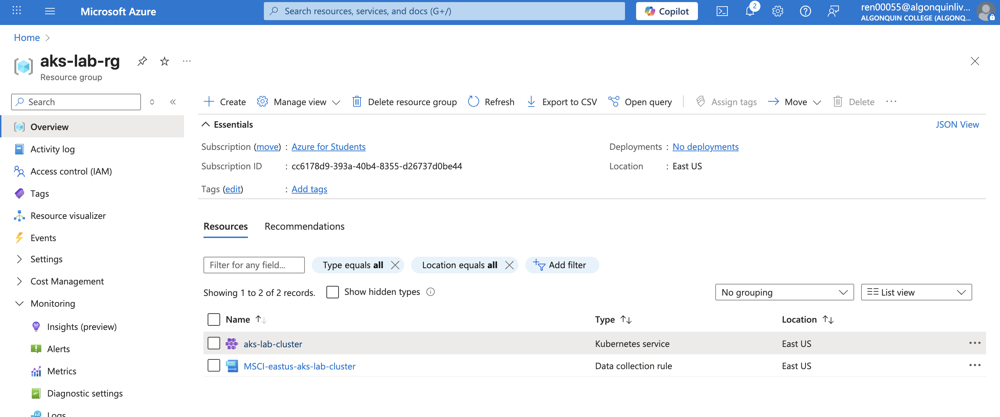 Microsoft Azure
Search resources, services, and docs (G+/)
Copilot
2
ren00055@algonquinliv...
ALGONQUIN COLLEGE (ALGONQ...
Home
aks-lab-rg
Resource group
Search
Create
Manage view
Delete resource group
Refresh
Export to CSV
Open query
Assign tags
Move
Delete
Overview
Activity log
Access control (IAM)
Tags
Resource visualizer
Events
Settings
Cost Management
Monitoring
Insights (preview)
Alerts
Metrics
Diagnostic settings
Logs
Essentials
JSON View
Subscription (move) : Azure for Students
Subscription ID : cc6178d9-393a-40b4-8355-d26737d0be44
Tags (edit) : Add tags
Deployments : No deployments
Location : East US
Resources
Recommendations
Filter for any field...
Type equals all
Location equals all
Add filter
Showing 1 to 2 of 2 records.
Show hidden types
No grouping
List view
Name
Type
Location
aks-lab-cluster
Kubernetes service
East US
MSCI-eastus-aks-lab-cluster
Data collection rule
East US